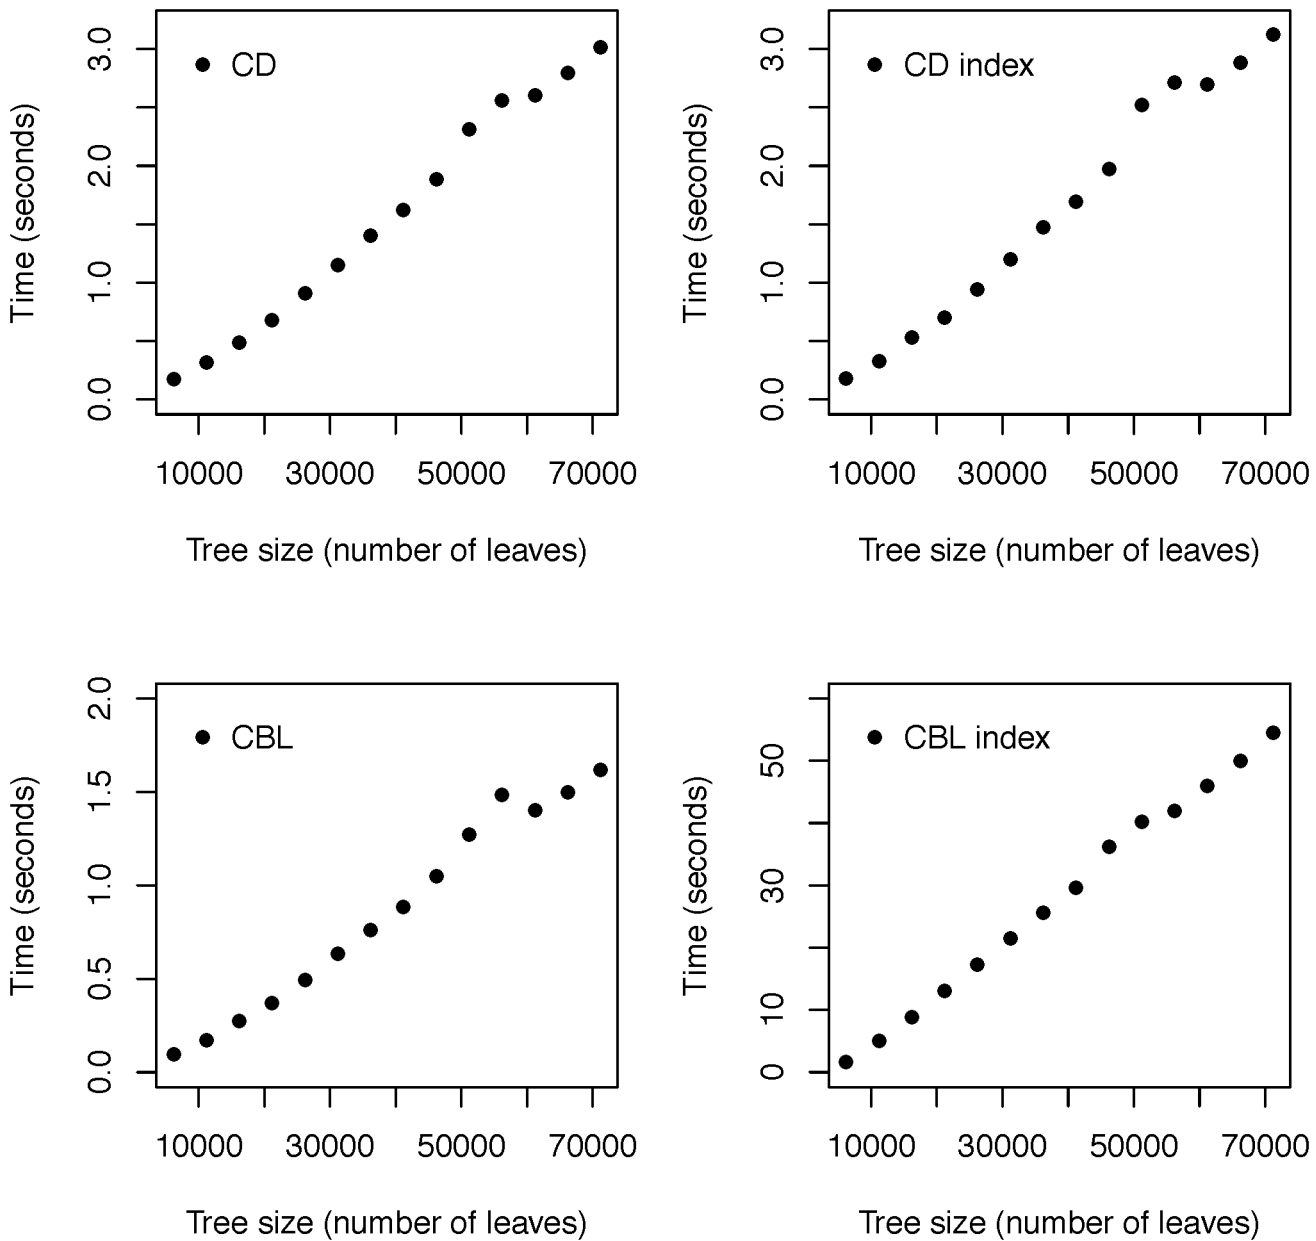 CD
Time (seconds)
0.0 1.0 2.0 3.0
10000 30000 50000 70000
Tree size (number of leaves)
CD index
Time (seconds)
0.0 1.0 2.0 3.0
10000 30000 50000 70000
Tree size (number of leaves)
CBL
Time (seconds)
0.0 0.5 1.0 1.5 2.0
10000 30000 50000 70000
Tree size (number of leaves)
CBL index
Time (seconds)
0 10 30 50
10000 30000 50000 70000
Tree size (number of leaves)